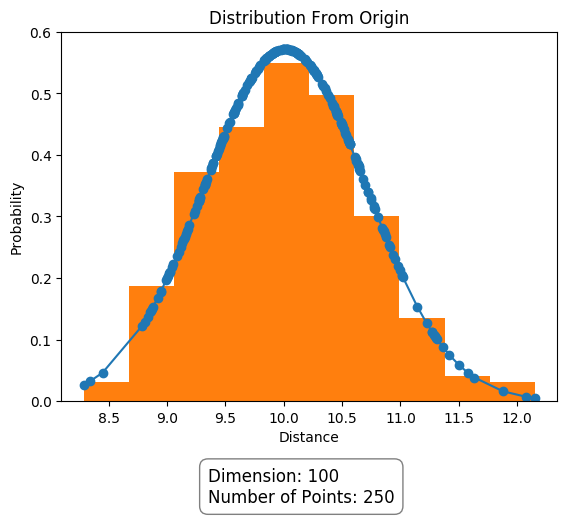 Distribution From Origin
0.6
0.5
0.4
0.3
0.2
0.1
0.0
Probability
8.5 9.0 9.5 10.0 10.5 11.0 11.5 12.0
Distance
Dimension: 100
Number of Points: 250